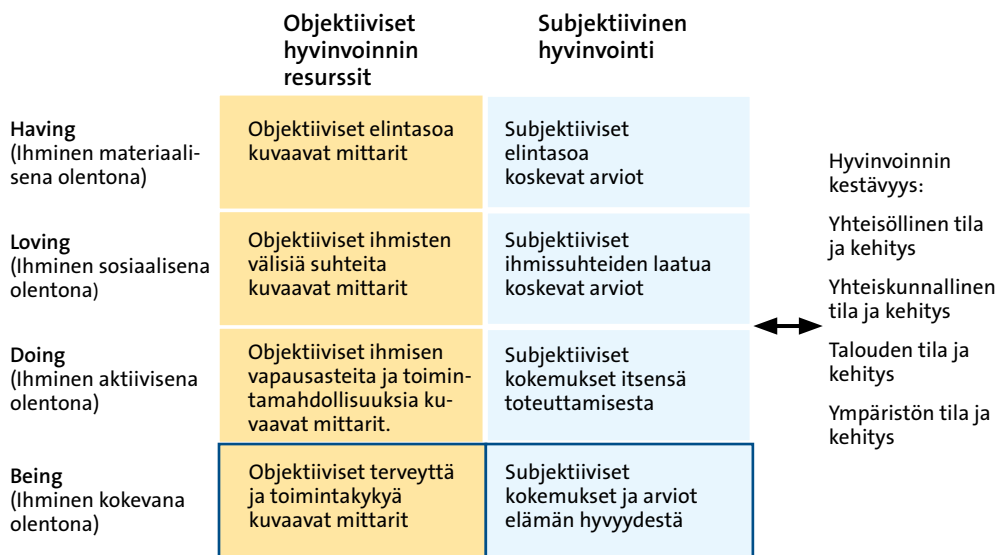 Objektiiviset
hyvinvoinnin
resurssit
Subjektiivinen
hyvinvointi
Having
(Ihminen materiaali-
sena olentona)
Objektiiviset elintasoa
kuvaavat mittarit
Subjektiiviset
elintasoa
koskevat arviot
Loving
(Ihminen sosiaalisena
olentona)
Objektiiviset ihmisten
välisiä suhteita
kuvaavat mittarit
Subjektiiviset
ihmissuhteiden laatua
koskevat arviot
Doing
(Ihminen aktiivisena
olentona)
Objektiiviset ihmisen
vapausasteita ja toimin-
tamahdollisuuksia ku-
vaavat mittarit.
Subjektiiviset
kokemukset itsensä
toteuttamisesta
Being
(Ihminen kokevana
olentona)
Objektiiviset terveyttä
ja toimintakykyä
kuvaavat mittarit
Subjektiiviset
kokemukset ja arviot
elämän hyvyydestä
Hyvinvoinnin
kestävyys:
Yhteisöllinen tila
ja kehitys
Yhteiskunnallinen
tila ja kehitys
Talouden tila ja
kehitys
Ympäristön tila ja
kehitys